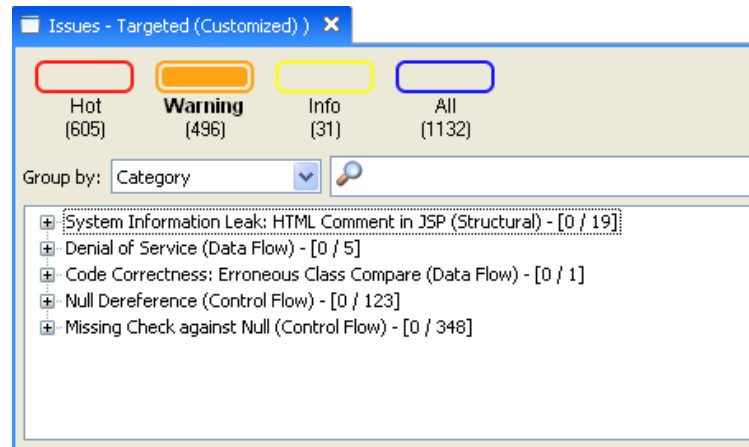 Issues - Targeted (Customized) )
Hot Warning Info All
(605) (496) (31) (1132)
Group by: Category
System Information Leak: HTML Comment in JSP (Structural) - [0 / 19]
Denial of Service (Data Flow) - [0 / 5]
Code Correctness: Erroneous Class Compare (Data Flow) - [0 / 1]
Null Dereference (Control Flow) - [0 / 123]
Missing Check against Null (Control Flow) - [0 / 348]